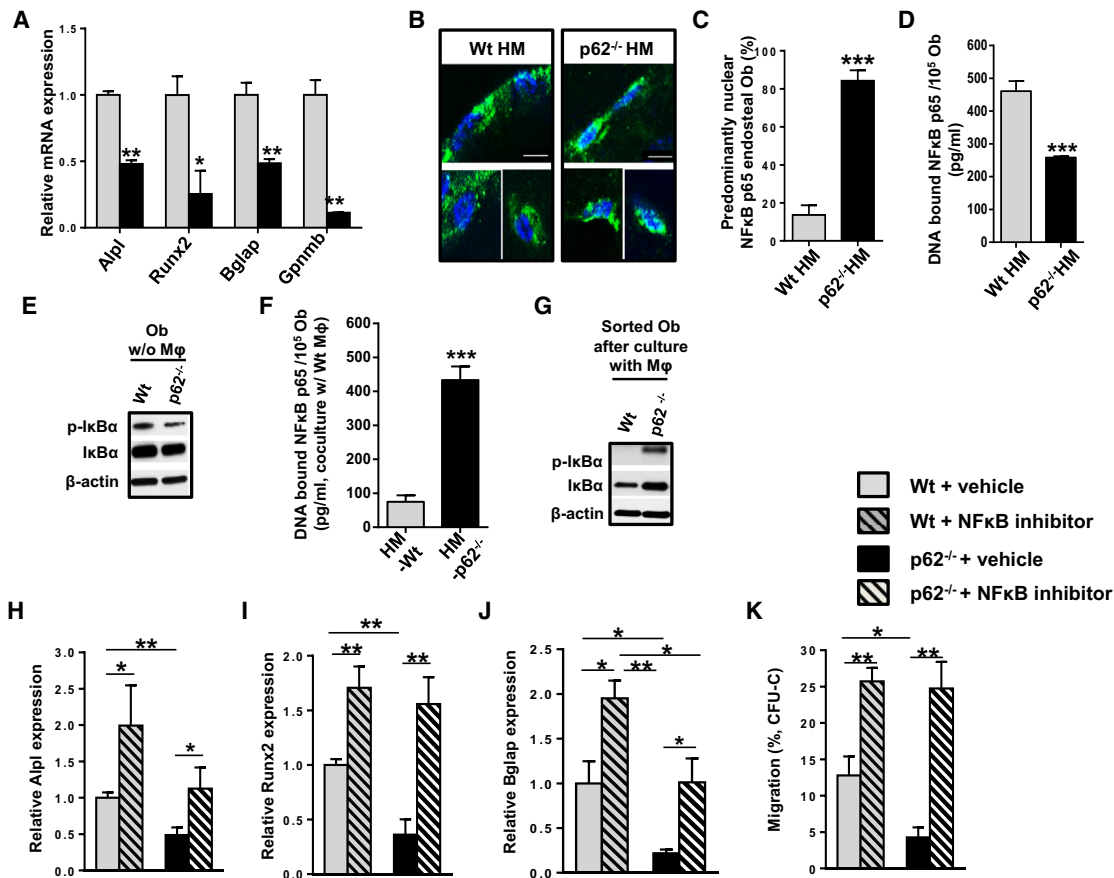 A
Relative mRNA expression
1.5
1.0
0.5
0.0
**
*
**
**
Alpl
Runx2
Bglap
Gpnmb
B
Wt HM
p62-/- HM
C
Predominantly nuclear
NFκB p65 endosteal Ob (%)
100
80
60
40
20
0
***
Wt HM
p62-/-HM
D
DNA bound NFκB p65 /10⁵ Ob
(pg/ml)
600
500
400
300
200
100
0
***
Wt HM
p62-/-HM
E
Ob
w/o Mφ
Wt
p62-/-
p-IκBα
IκBα
β-actin
F
DNA bound NFκB p65 /10⁵ Ob
(pg/ml, coculture w/ Wt Mφ)
600
500
400
300
200
100
0
***
HM
-Wt
HM
-p62-/-
G
Sorted Ob
after culture
with Mφ
Wt
p62 -/-
p-IκBα
IκBα
β-actin
Wt + vehicle
Wt + NFκB inhibitor
p62-/- + vehicle
p62-/- + NFκB inhibitor
H
Relative Alpl expression
3.0
2.5
2.0
1.5
1.0
0.5
0.0
**
*
*
I
Relative Runx2 expression
2.0
1.5
1.0
0.5
0.0
**
**
**
J
Relative Bglap expression
2.5
2.0
1.5
1.0
0.5
0.0
*
*
* **
*
K
Migration (%, CFU-C)
35
30
25
20
15
10
5
0
*
**
**